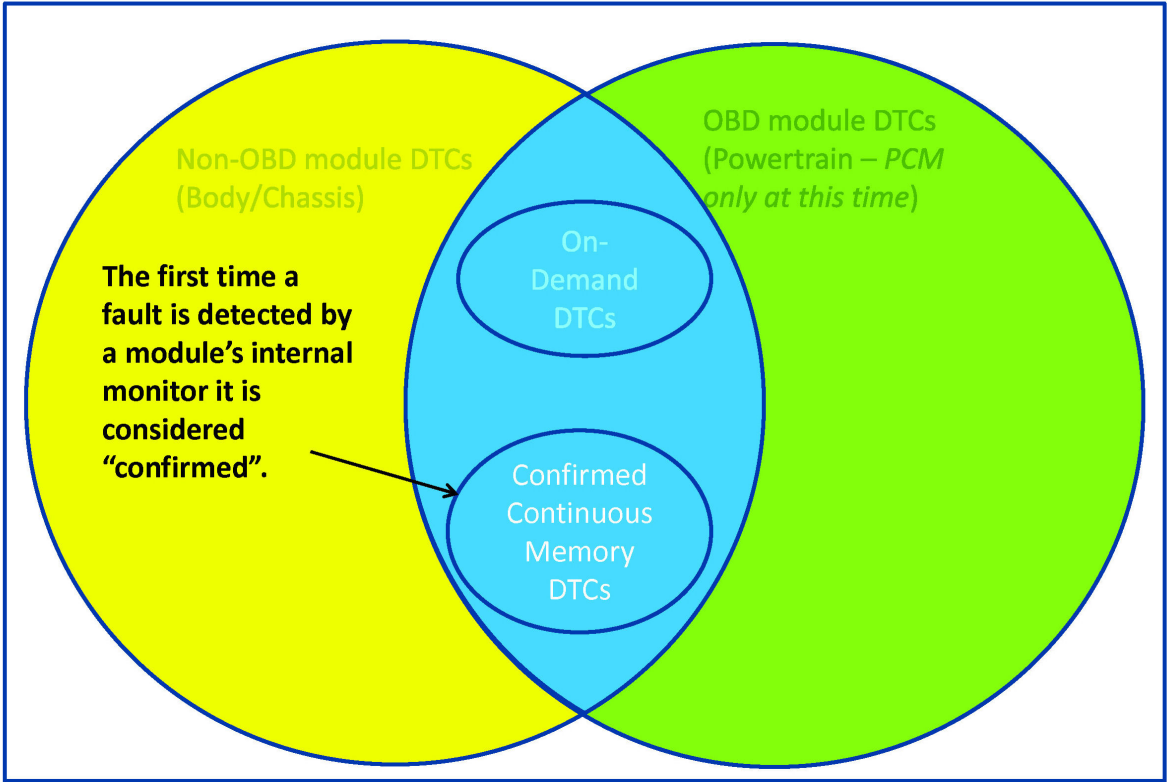 Non-OBD module DTCs
(Body/Chassis)
OBD module DTCs
(Powertrain – PCM
only at this time)
On-
Demand
DTCs
The first time a
fault is detected by
a module’s internal
monitor it is
considered
“confirmed”.
Confirmed
Continuous
Memory
DTCs